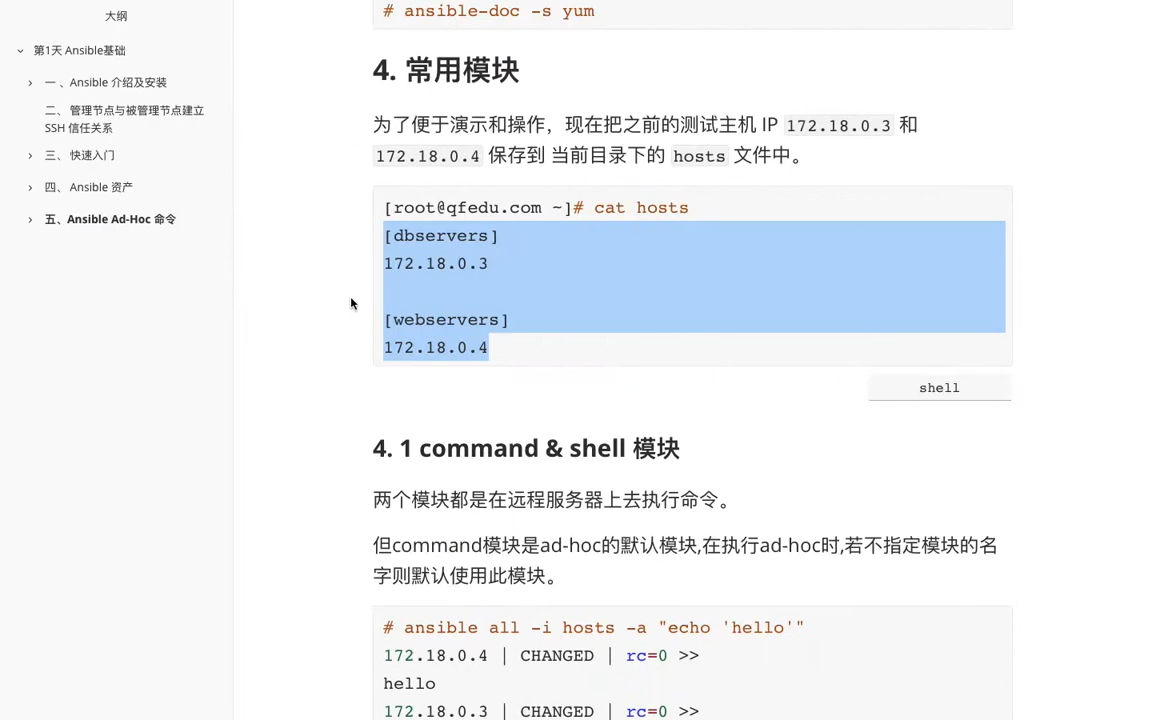 大纲
第1天 Ansible基础
一 、Ansible 介绍及安装
二、 管理节点与被管理节点建立
SSH 信任关系
三、 快速入门
四、 Ansible 资产
五、Ansible Ad-Hoc 命令
# ansible-doc -s yum
4. 常用模块
为了便于演示和操作，现在把之前的测试主机 IP 172.18.0.3 和
172.18.0.4 保存到 当前目录下的 hosts 文件中。
[root@qfedu.com ~]# cat hosts
[dbservers]
172.18.0.3
[webservers]
172.18.0.4
shell
4. 1 command & shell 模块
两个模块都是在远程服务器上去执行命令。
但command模块是ad-hoc的默认模块,在执行ad-hoc时,若不指定模块的名
字则默认使用此模块。
# ansible all -i hosts -a "echo 'hello'"
172.18.0.4 | CHANGED | rc=0 >>
hello
172.18.0.3 | CHANGED | rc=0 >>